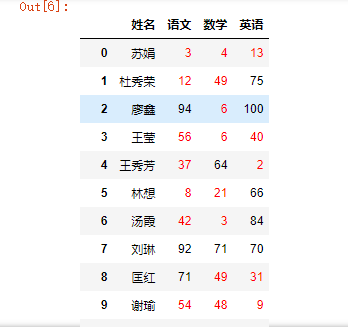 Out[6]:
姓名 语文 数学 英语
0 苏娟 3 4 13
1 杜秀荣 12 49 75
2 廖鑫 94 6 100
3 王莹 56 6 40
4 王秀芳 37 64 2
5 林想 8 21 66
6 汤霞 42 3 84
7 刘琳 92 71 70
8 匡红 71 49 31
9 谢瑜 54 48 9